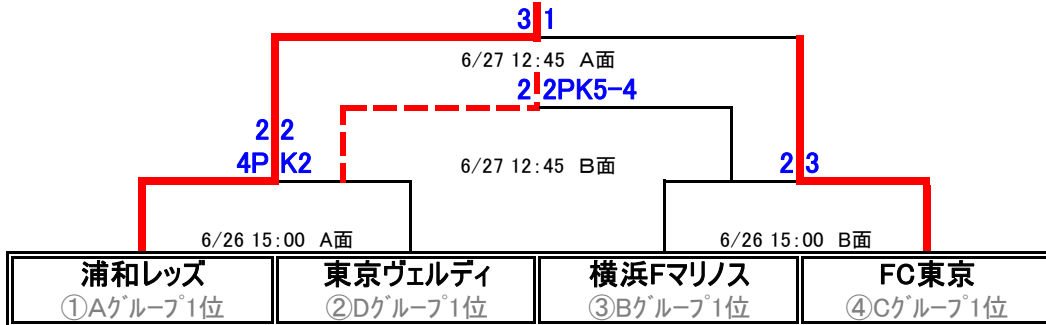 3 1
6/27 12:45 A面
2 2PK5-4
2 2
4P K2
6/27 12:45 B面
2 3
6/26 15:00 A面
6/26 15:00 B面
浦和レッズ 東京ヴェルディ 横浜Fマリノス FC東京
①Aグループ1位 ②Dグループ1位 ③Bグループ1位 ④Cグループ1位